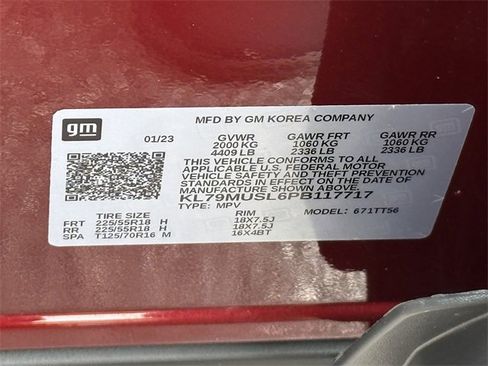 gm
MFD BY GM KOREA COMPANY
01/23 GVWR GAWR FRT GAWR RR
2000 KG 1060 KG 1060 KG
4409 LB 2336 LB 2336 LB
THIS VEHICLE CONFORMS TO ALL
APPLICABLE U.S. FEDERAL MOTOR
VEHICLE SAFETY, BUMPER, AND THEFT
PREVENTION STANDARDS IN EFFECT
ON THE DATE OF
MANUFACTURE SHOWN ABOVE.
KL79MUSL6PB117717
TYPE: MPV MODEL: 671TT56
TIRE SIZE RIM
FRT 225/55R18 H 18X7.5J
RR 225/55R18 H 18X7.5J
SPA T125/70R16 M 16X4BT